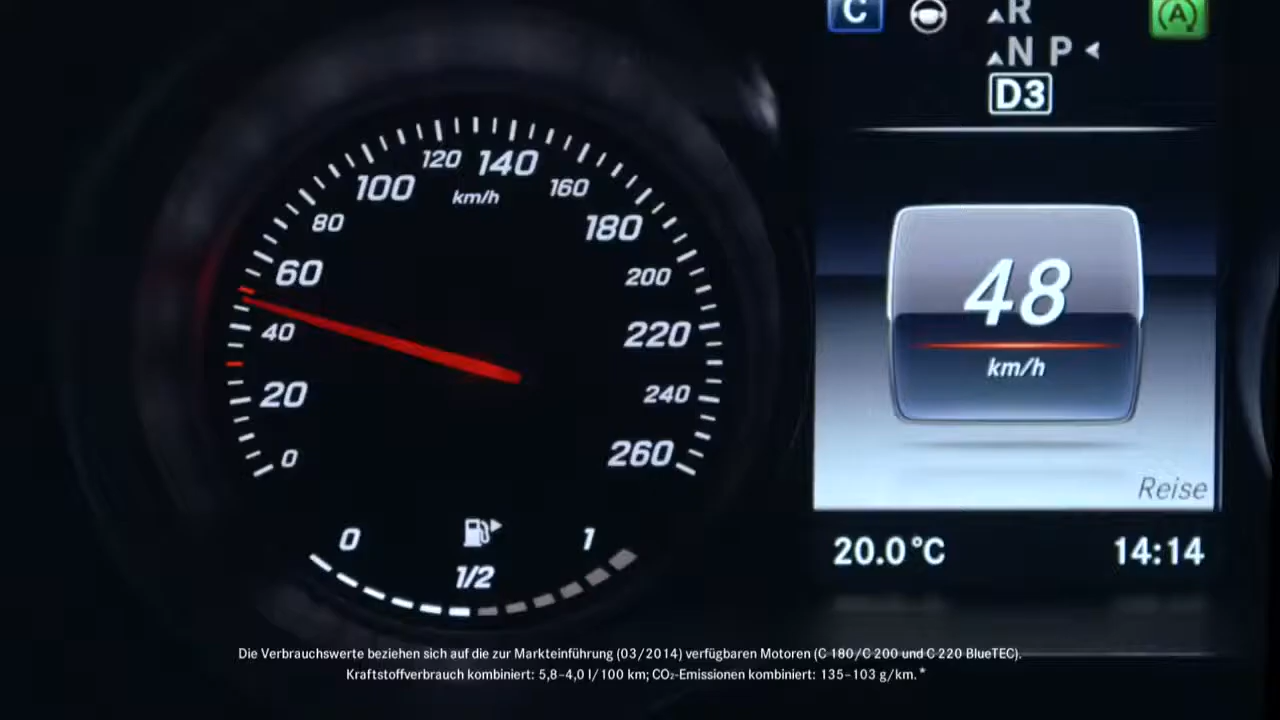 C
R
A
N P
D3
120 140
100 160
km/h
80 180
60 200
40 220
20 240
0 260
48
km/h
Reise
0 1
1/2
20.0°C 14:14
Die Verbrauchswerte beziehen sich auf die zur Markteinführung (03/2014) verfügbaren Motoren (C 180/C 200 und C 220 BlueTEC).
Kraftstoffverbrauch kombiniert: 5,8–4,0 l/100 km; CO₂-Emissionen kombiniert: 135–103 g/km.*